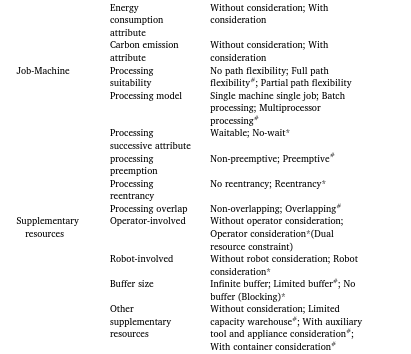 Energy Without consideration; With
consumption consideration
attribute
Carbon emission Without consideration; With
attribute consideration
Job-Machine Processing No path flexibility; Full path
suitability flexibility#; Partial path flexibility
Processing model Single machine single job; Batch
processing; Multiprocessor
processing#
Processing Waitable; No-wait*
successive attribute
processing Non-preemptive; Preemptive#
preemption
Processing No reentrancy; Reentrancy*
reentrancy
Processing overlap Non-overlapping; Overlapping#
Supplementary Operator-involved Without operator consideration;
resources Operator consideration*(Dual
resource constraint)
Robot-involved Without robot consideration; Robot
consideration*
Buffer size Infinite buffer; Limited buffer#; No
buffer (Blocking)*
Other Without consideration; Limited
supplementary capacity warehouse#; With auxiliary
resources tool and appliance consideration#;
With container consideration#